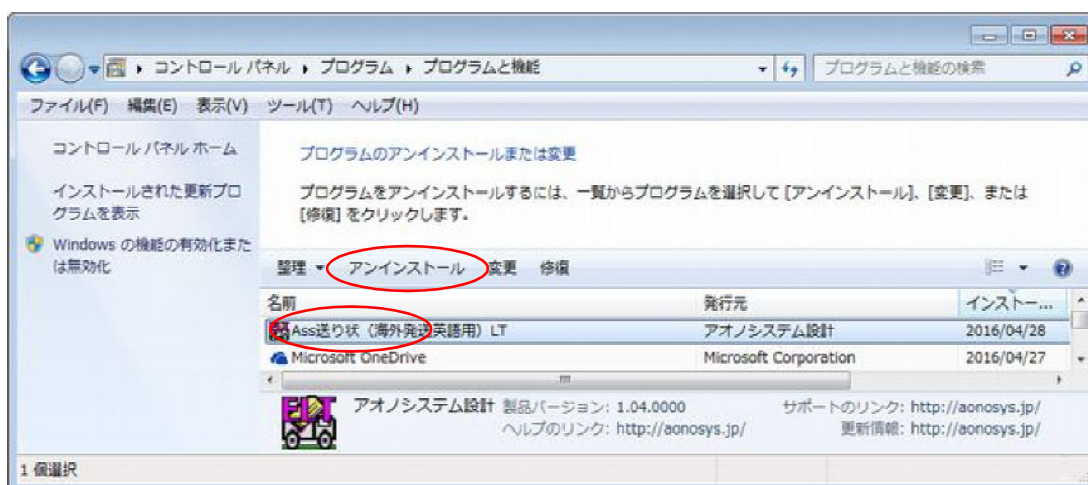 コントロール パネル ▸ プログラム ▸ プログラムと機能
プログラムと機能の検索
ファイル(F) 編集(E) 表示(V) ツール(T) ヘルプ(H)
コントロール パネル ホーム
インストールされた更新プロ
グラムを表示
Windows の機能の有効化また
は無効化
プログラムのアンインストールまたは変更
プログラムをアンインストールするには、一覧からプログラムを選択して [アンインストール]、[変更]、または
[修復] をクリックします。
整理 アンインストール 変更 修復
名前 発行元 インストー...
Ass送り状（海外発送英語用）LT アオノシステム設計 2016/04/28
Microsoft OneDrive Microsoft Corporation 2016/04/27
アオノシステム設計 製品バージョン: 1.04.0000 サポートのリンク: http://aonosys.jp/
ヘルプのリンク: http://aonosys.jp/ 更新情報: http://aonosys.jp/
1 個選択